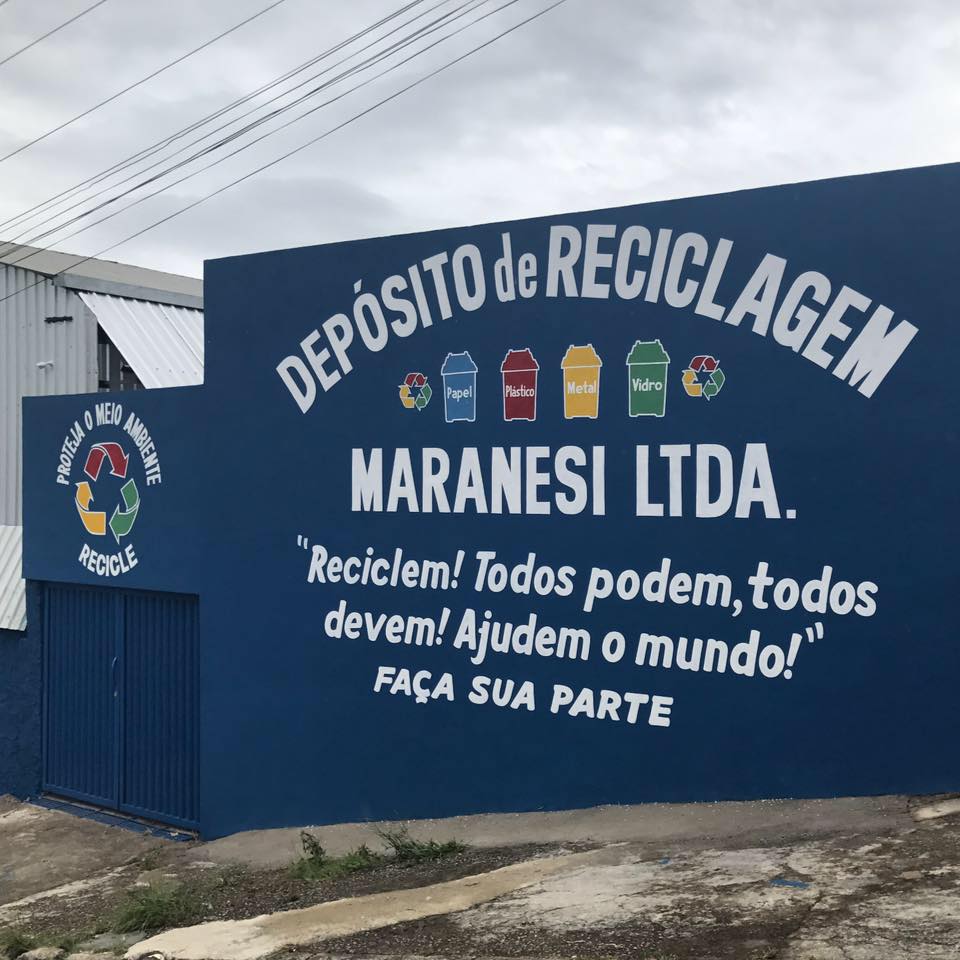 DEPÓSITO de RECICLAGEM
Papel Plástico Metal Vidro
MARANESI LTDA.
"Reciclem! Todos podem, todos
devem! Ajudem o mundo!"
FAÇA SUA PARTE
PROTEJA O MEIO AMBIENTE
RECICLE